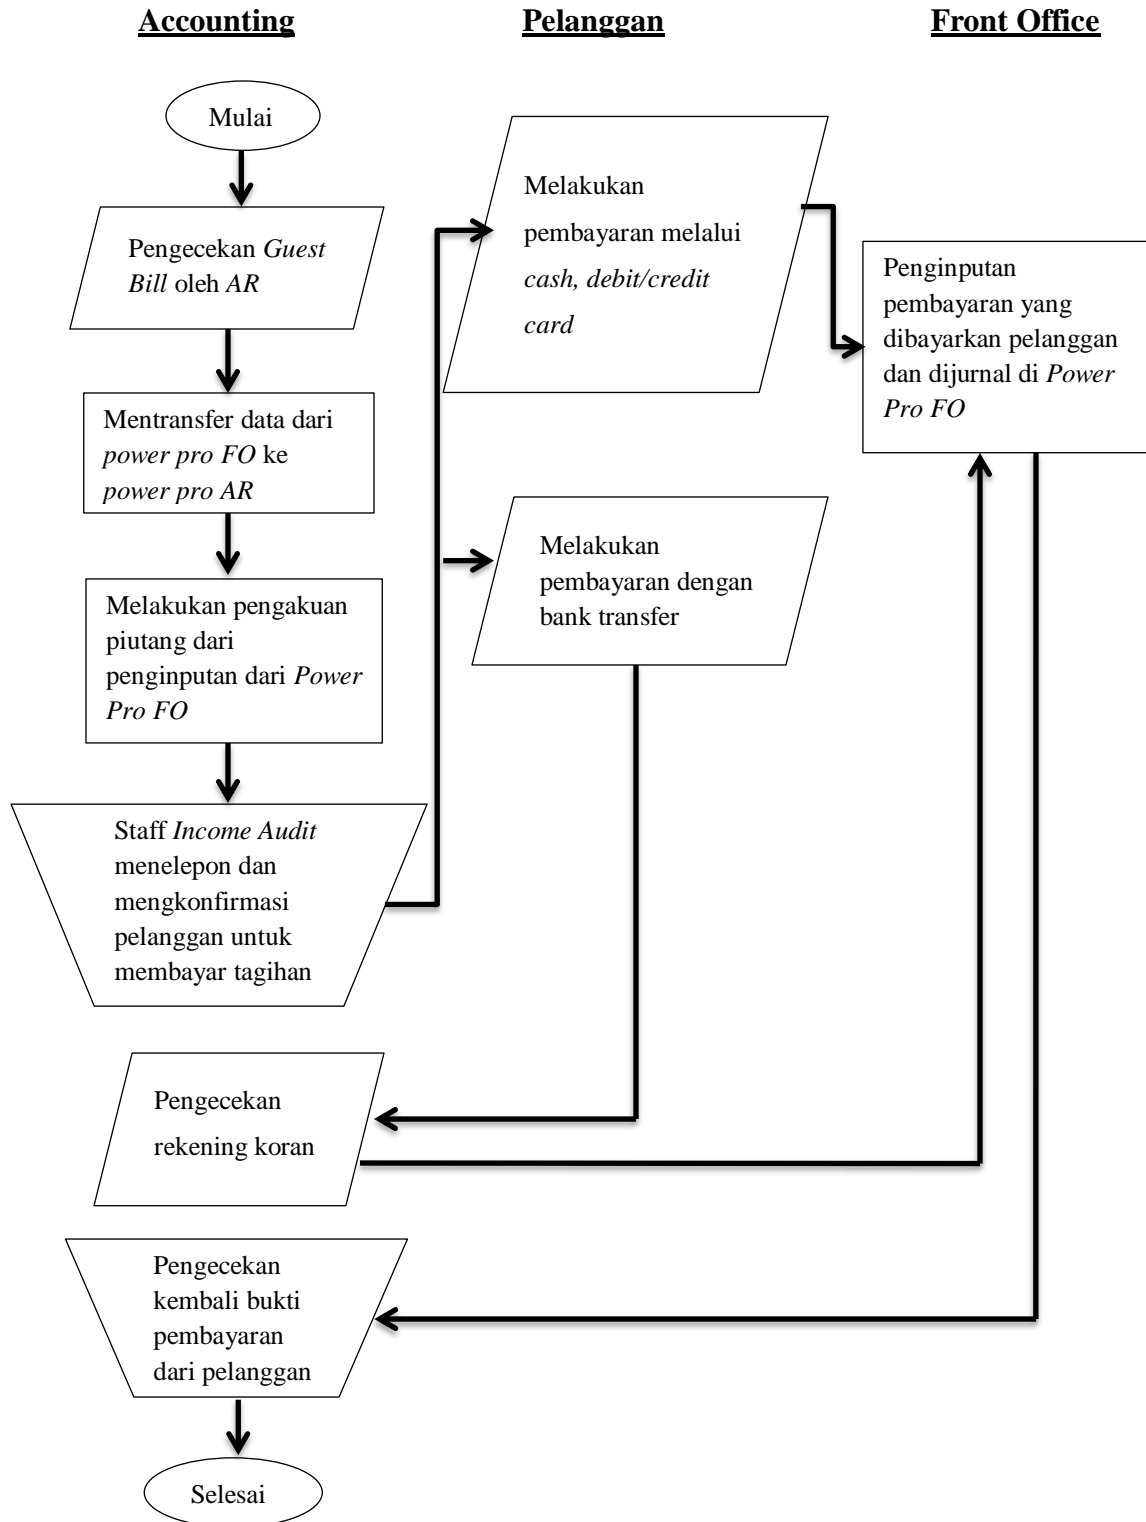 Accounting
Pelanggan
Front Office
Mulai
Pengecekan Guest
Bill oleh AR
Mentransfer data dari
power pro FO ke
power pro AR
Melakukan pengakuan
piutang dari
penginputan dari Power
Pro FO
Staff Income Audit
menelepon dan
mengkonfirmasi
pelanggan untuk
membayar tagihan
Melakukan
pembayaran melalui
cash, debit/credit
card
Melakukan
pembayaran dengan
bank transfer
Penginputan
pembayaran yang
dibayarkan pelanggan
dan dijurnal di Power
Pro FO
Pengecekan
rekening koran
Pengecekan
kembali bukti
pembayaran
dari pelanggan
Selesai